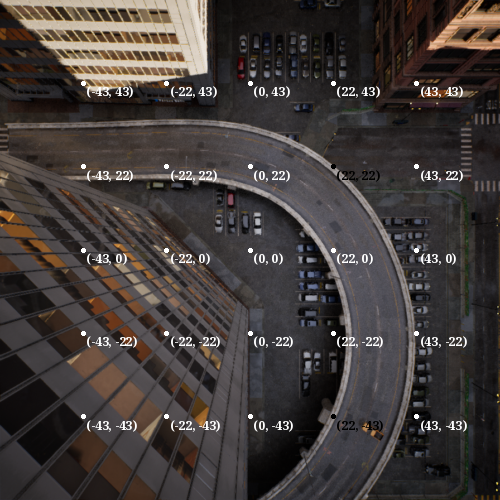 (-43, 43) (-22, 43) (0, 43) (22, 43) (43, 43)
(-43, 22) (-22, 22) (0, 22) (22, 22) (43, 22)
(-43, 0) (-22, 0) (0, 0) (22, 0) (43, 0)
(-43, -22) (-22, -22) (0, -22) (22, -22) (43, -22)
(-43, -43) (-22, -43) (0, -43) (22, -43) (43, -43)